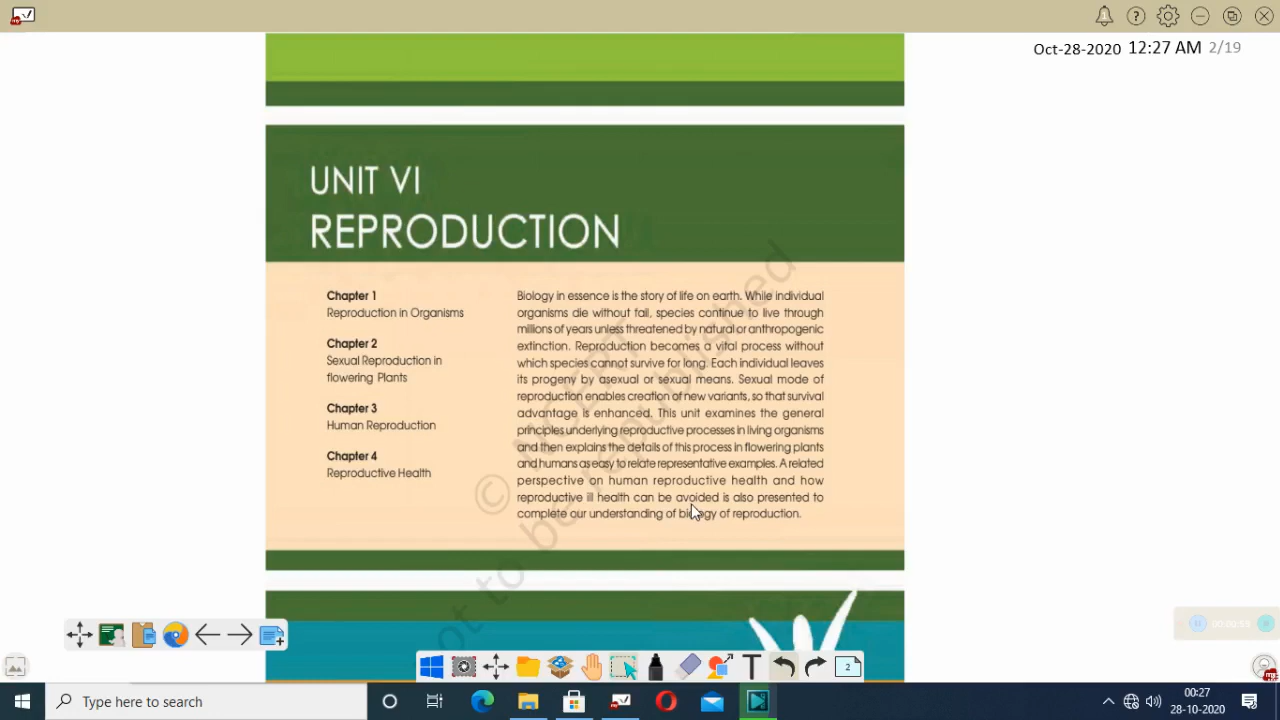 Oct-28-2020 12:27 AM 2/19
UNIT VI
REPRODUCTION
Chapter 1
Reproduction in Organisms
Chapter 2
Sexual Reproduction in
flowering Plants
Chapter 3
Human Reproduction
Chapter 4
Reproductive Health
Biology in essence is the story of life on earth. While individual
organisms die without fail, species continue to live through
millions of years unless threatened by natural or anthropogenic
extinction. Reproduction becomes a vital process without
which species cannot survive for long. Each individual leaves
its progeny by asexual or sexual means. Sexual mode of
reproduction enables creation of new variants, so that survival
advantage is enhanced. This unit examines the general
principles underlying reproductive processes in living organisms
and then explains the details of this process in flowering plants
and humans as easy to relate representative examples. A related
perspective on human reproductive health and how
reproductive ill health can be avoided is also presented to
complete our understanding of biology of reproduction.
© NCERT
not to be republished
2
Type here to search
00:27
28-10-2020